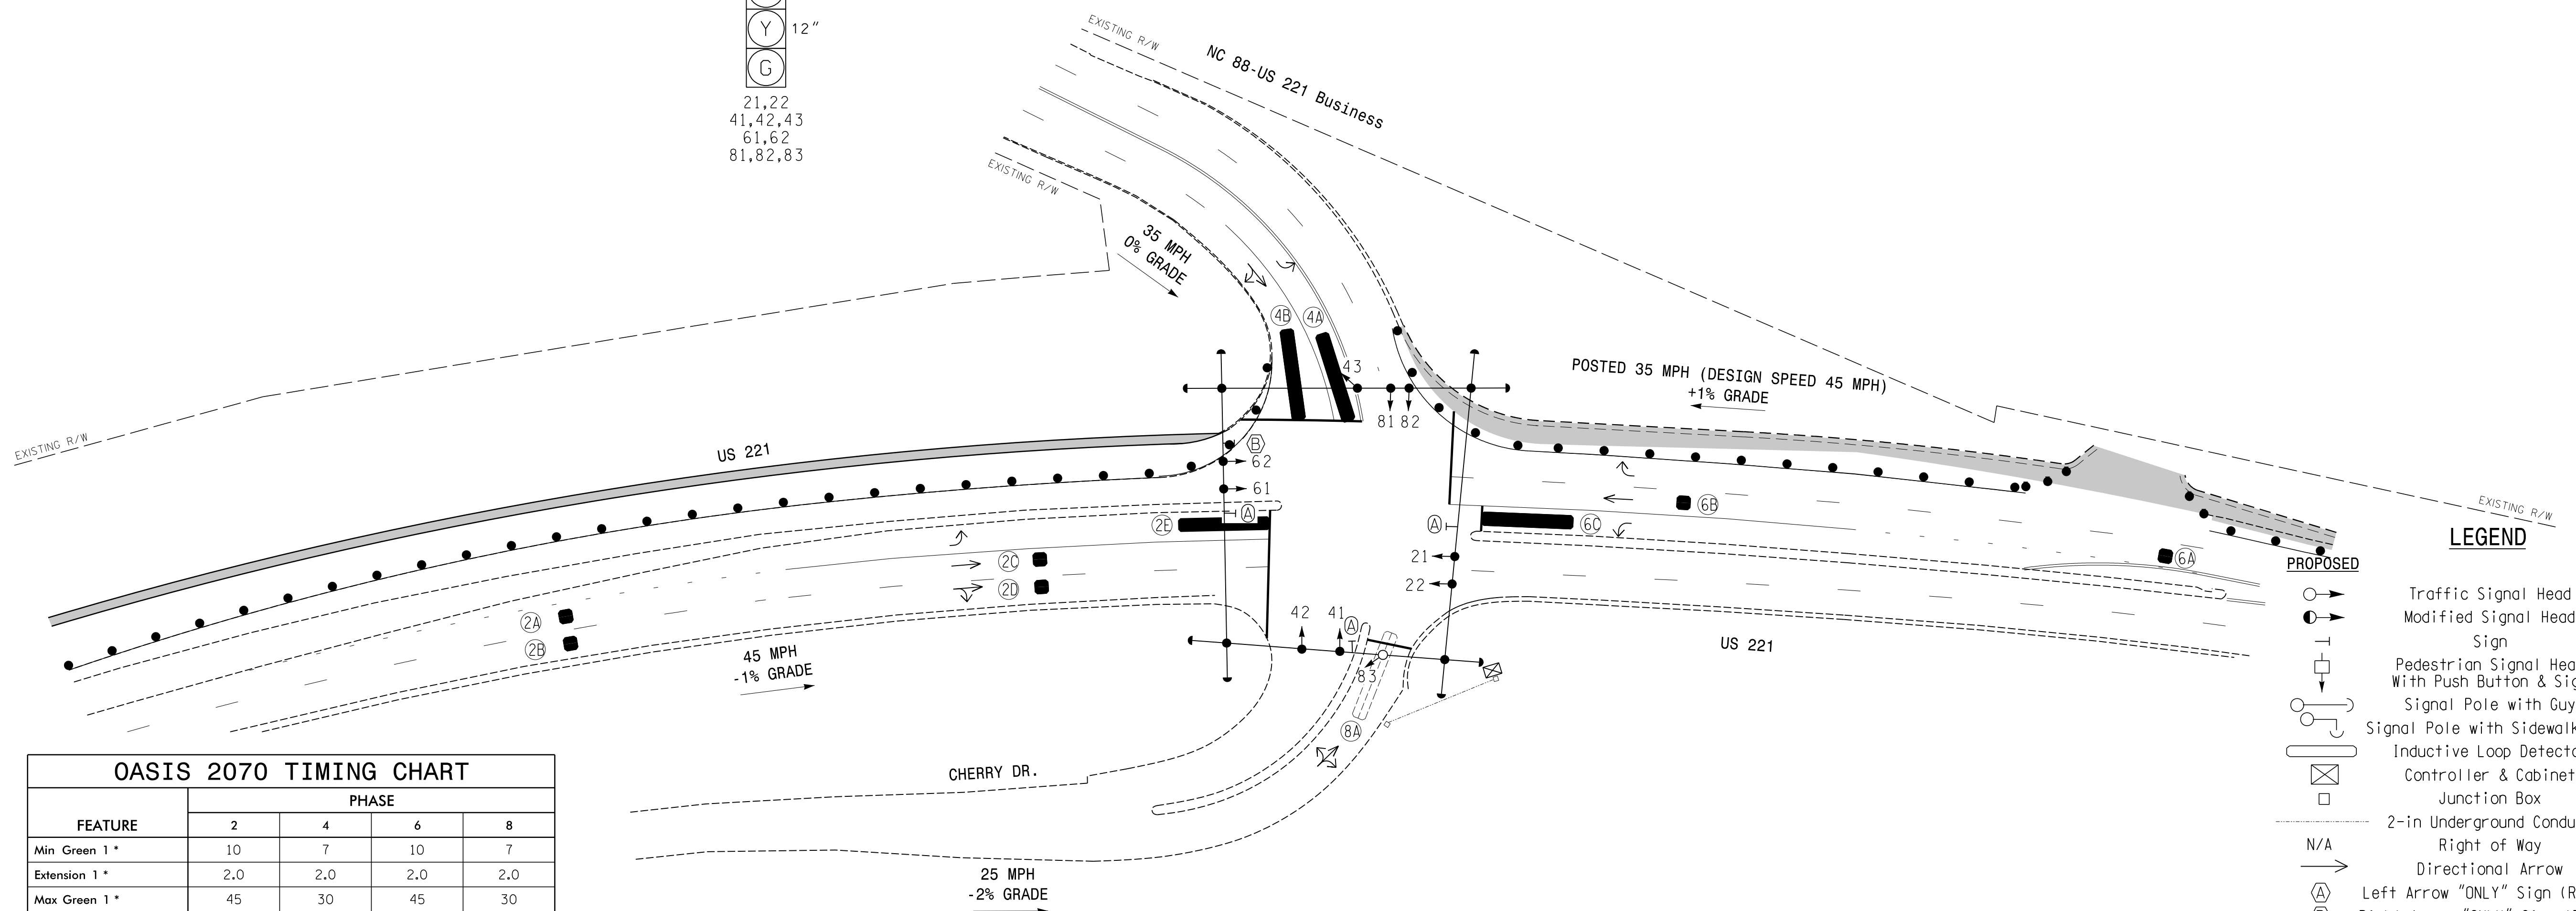 Y 12"
G
21,22
41,42,43
61,62
81,82,83
EXISTING R/W
NC 88-US 221 Business
EXISTING R/W
35 MPH
0% GRADE
4B
4A
43
81 82
POSTED 35 MPH (DESIGN SPEED 45 MPH)
+1% GRADE
EXISTING R/W
US 221
B
62
61
A
2E
2C
2D
2A
2B
45 MPH
-1% GRADE
42
41
A
83
8A
A
21
22
6C
6B
6A
US 221
EXISTING R/W
CHERRY DR.
25 MPH
-2% GRADE
OASIS 2070 TIMING CHART
FEATURE
PHASE
2 4 6 8
Min Green 1 * 10 7 10 7
Extension 1 * 2.0 2.0 2.0 2.0
Max Green 1 * 45 30 45 30
LEGEND
PROPOSED
Traffic Signal Head
Modified Signal Head
Sign
Pedestrian Signal Hea
With Push Button & Sig
Signal Pole with Guy
Signal Pole with Sidewalk
Inductive Loop Detecto
Controller & Cabinet
Junction Box
2-in Underground Condu
N/A Right of Way
Directional Arrow
A Left Arrow "ONLY" Sign (R